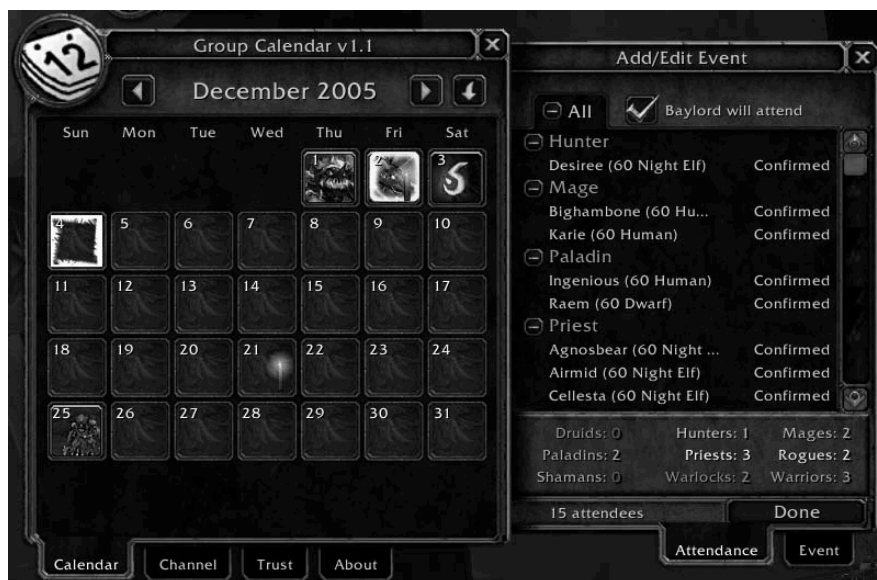 12
Group Calendar v1.1
December 2005
Sun Mon Tue Wed Thu Fri Sat
1 2 3
4 5 6 7 8 9 10
11 12 13 14 15 16 17
18 19 20 21 22 23 24
25 26 27 28 29 30 31
Calendar Channel Trust About
Add/Edit Event
All Baylord will attend
Hunter
Desiree (60 Night Elf) Confirmed
Mage
Bighambone (60 Hu... Confirmed
Karie (60 Human) Confirmed
Paladin
Ingenious (60 Human) Confirmed
Raem (60 Dwarf) Confirmed
Priest
Agnosbear (60 Night ... Confirmed
Airmid (60 Night Elf) Confirmed
Cellesta (60 Night Elf) Confirmed
Druids: 0 Hunters: 1 Mages: 2
Paladins: 2 Priests: 3 Rogues: 2
Shamans: 0 Warlocks: 2 Warriors: 3
15 attendees Done
Attendance Event